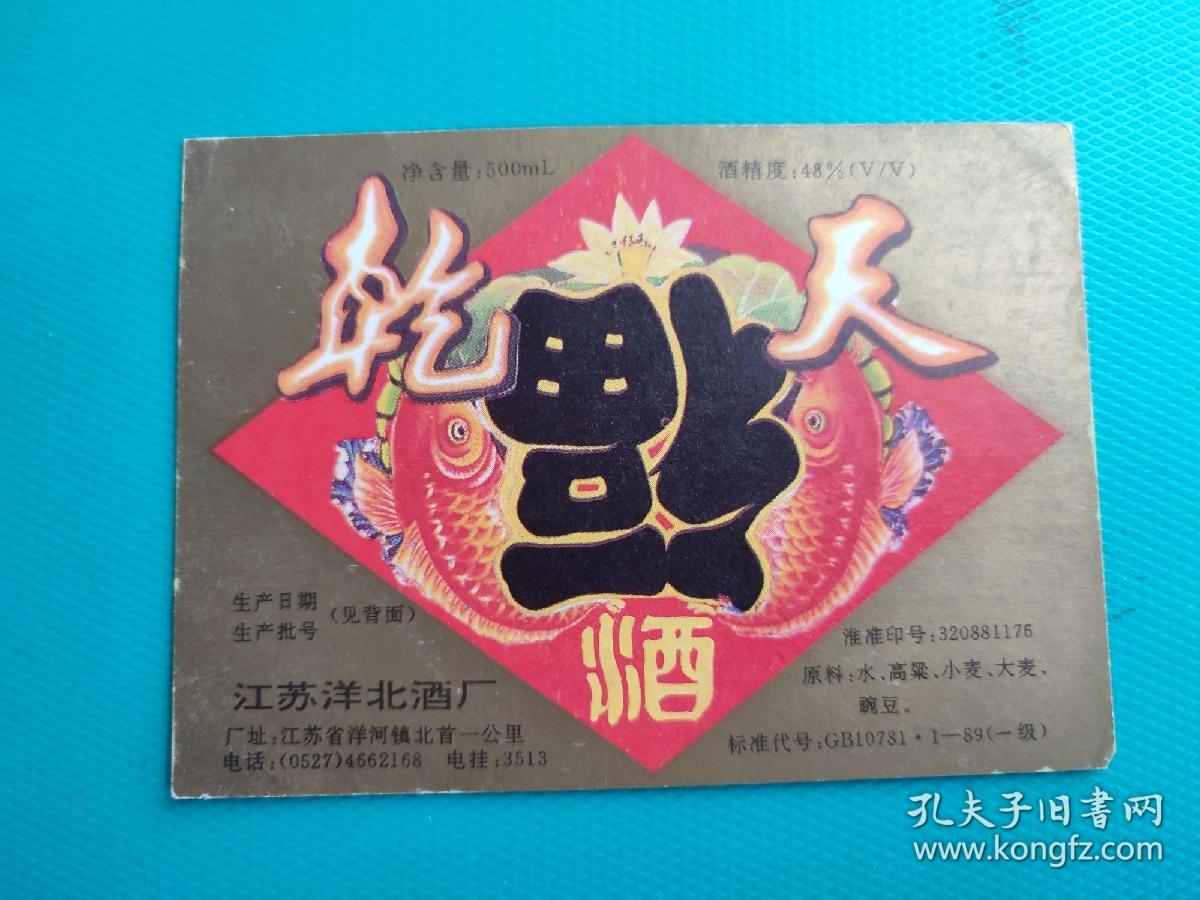 净含量:500mL
酒精度:48%(V/V)
乾
天
福
酒
生产日期
生产批号
(见背面)
江苏洋北酒厂
厂址:江苏省洋河镇北首一公里
电话:(0527)4662168 电挂:3513
淮准印号:320881176
原料:水、高粱、小麦、大麦、
豌豆。
标准代号:GB10781·1—89(一级)
孔夫子旧书网
www.kongfz.com